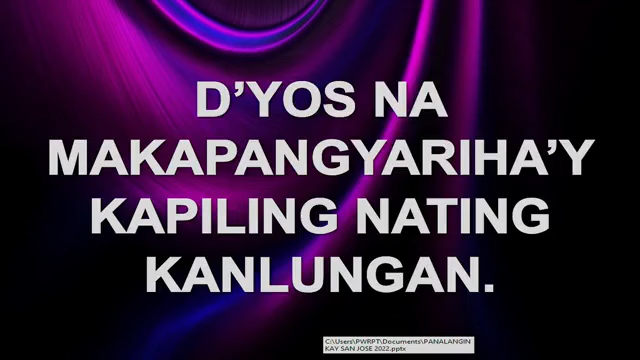 D’YOS NA
MAKAPANGYARIHA’Y
KAPILING NATING
KANLUNGAN.
C:\Users\PWRPT\Documents\PANALANGIN
KAY SAN JOSE 2022.pptx